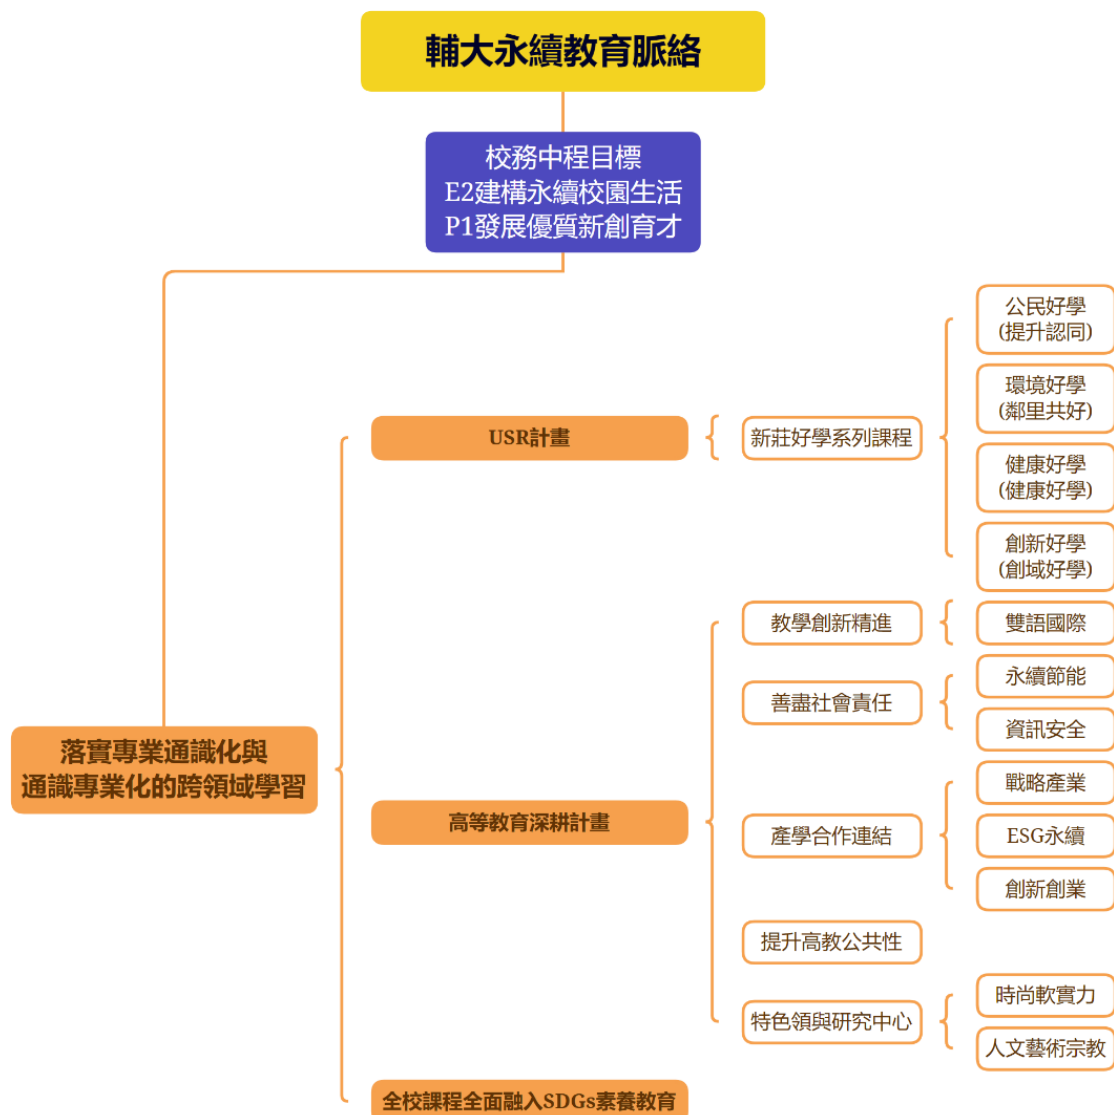 輔大永續教育脈絡
校務中程目標
E2建構永續校園生活
P1發展優質新創育才
落實專業通識化與
通識專業化的跨領域學習
USR計畫
新莊好學系列課程
公民好學
(提升認同)
環境好學
(鄰里共好)
健康好學
(健康好學)
創新好學
(創域好學)
高等教育深耕計畫
教學創新精進
雙語國際
善盡社會責任
永續節能
資訊安全
產學合作連結
戰略產業
ESG永續
創新創業
提升高教公共性
特色領與研究中心
時尚軟實力
人文藝術宗教
全校課程全面融入SDGs素養教育